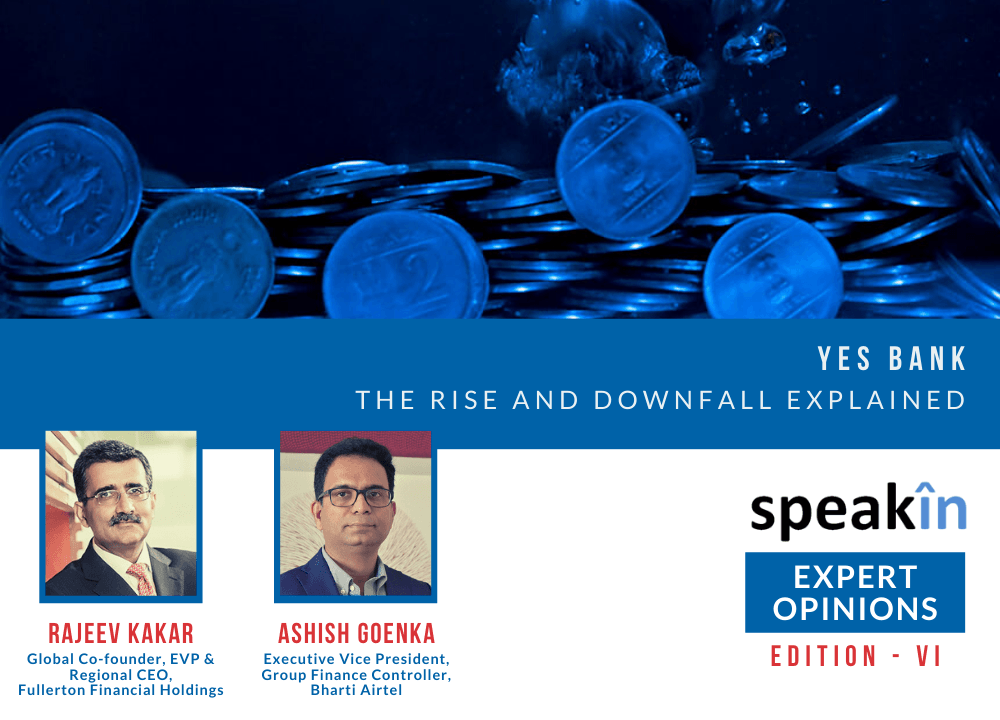 YES BANK
THE RISE AND DOWNFALL EXPLAINED
RAJEEV KAKAR
Global Co-founder, EVP &
Regional CEO,
Fullerton Financial Holdings
ASHISH GOENKA
Executive Vice President,
Group Finance Controller,
Bharti Airtel
speakîn
EXPERT
OPINIONS
EDITION - VI